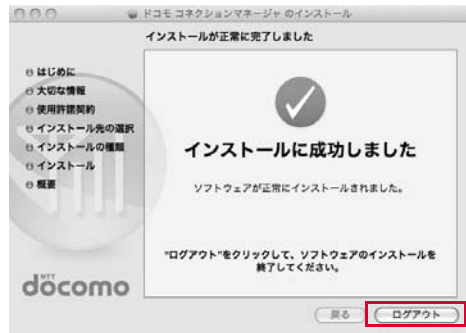 ドコモ コネクションマネージャ のインストール
インストールが正常に完了しました
はじめに
大切な情報
使用許諾契約
インストール先の選択
インストールの種類
インストール
概要
インストールに成功しました
ソフトウェアが正常にインストールされました。
"ログアウト"をクリックして、ソフトウェアのインストールを
終了してください。
NTT
döcomo
戻る
ログアウト